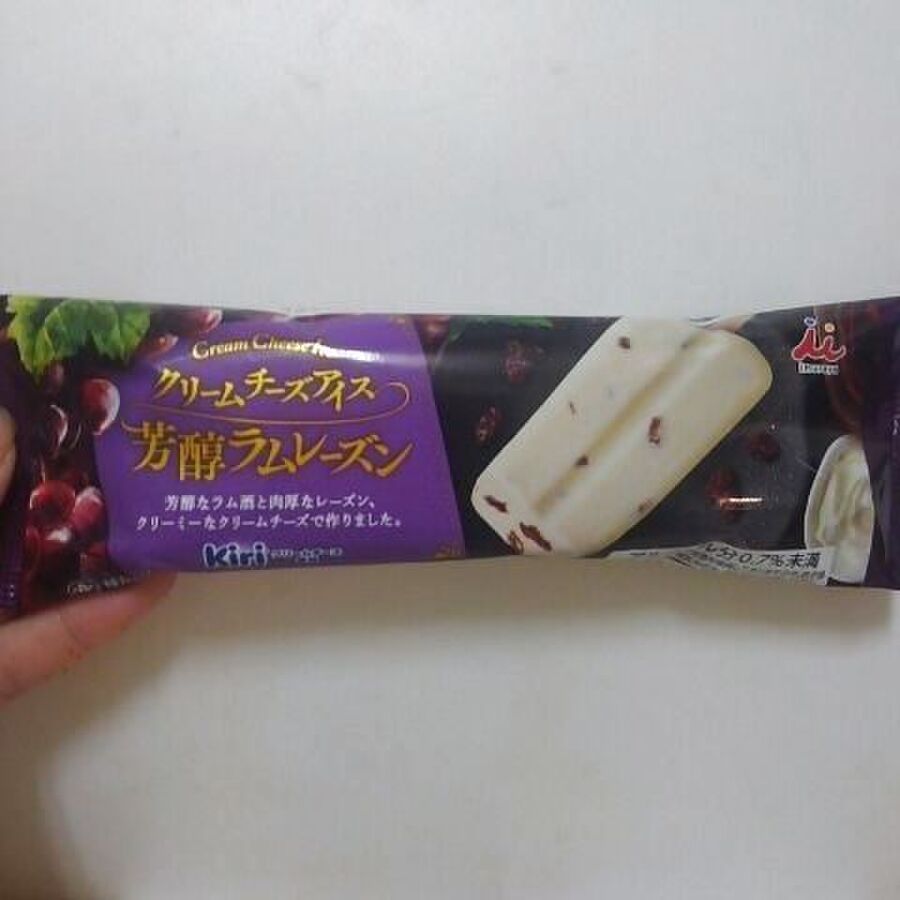 Cream Cheese
クリームチーズアイス
芳醇ラムレーズン
芳醇なラム酒と肉厚なレーズン、
クリーミーなクリームチーズで作りました。
kiri
imuraya
0.7%未満